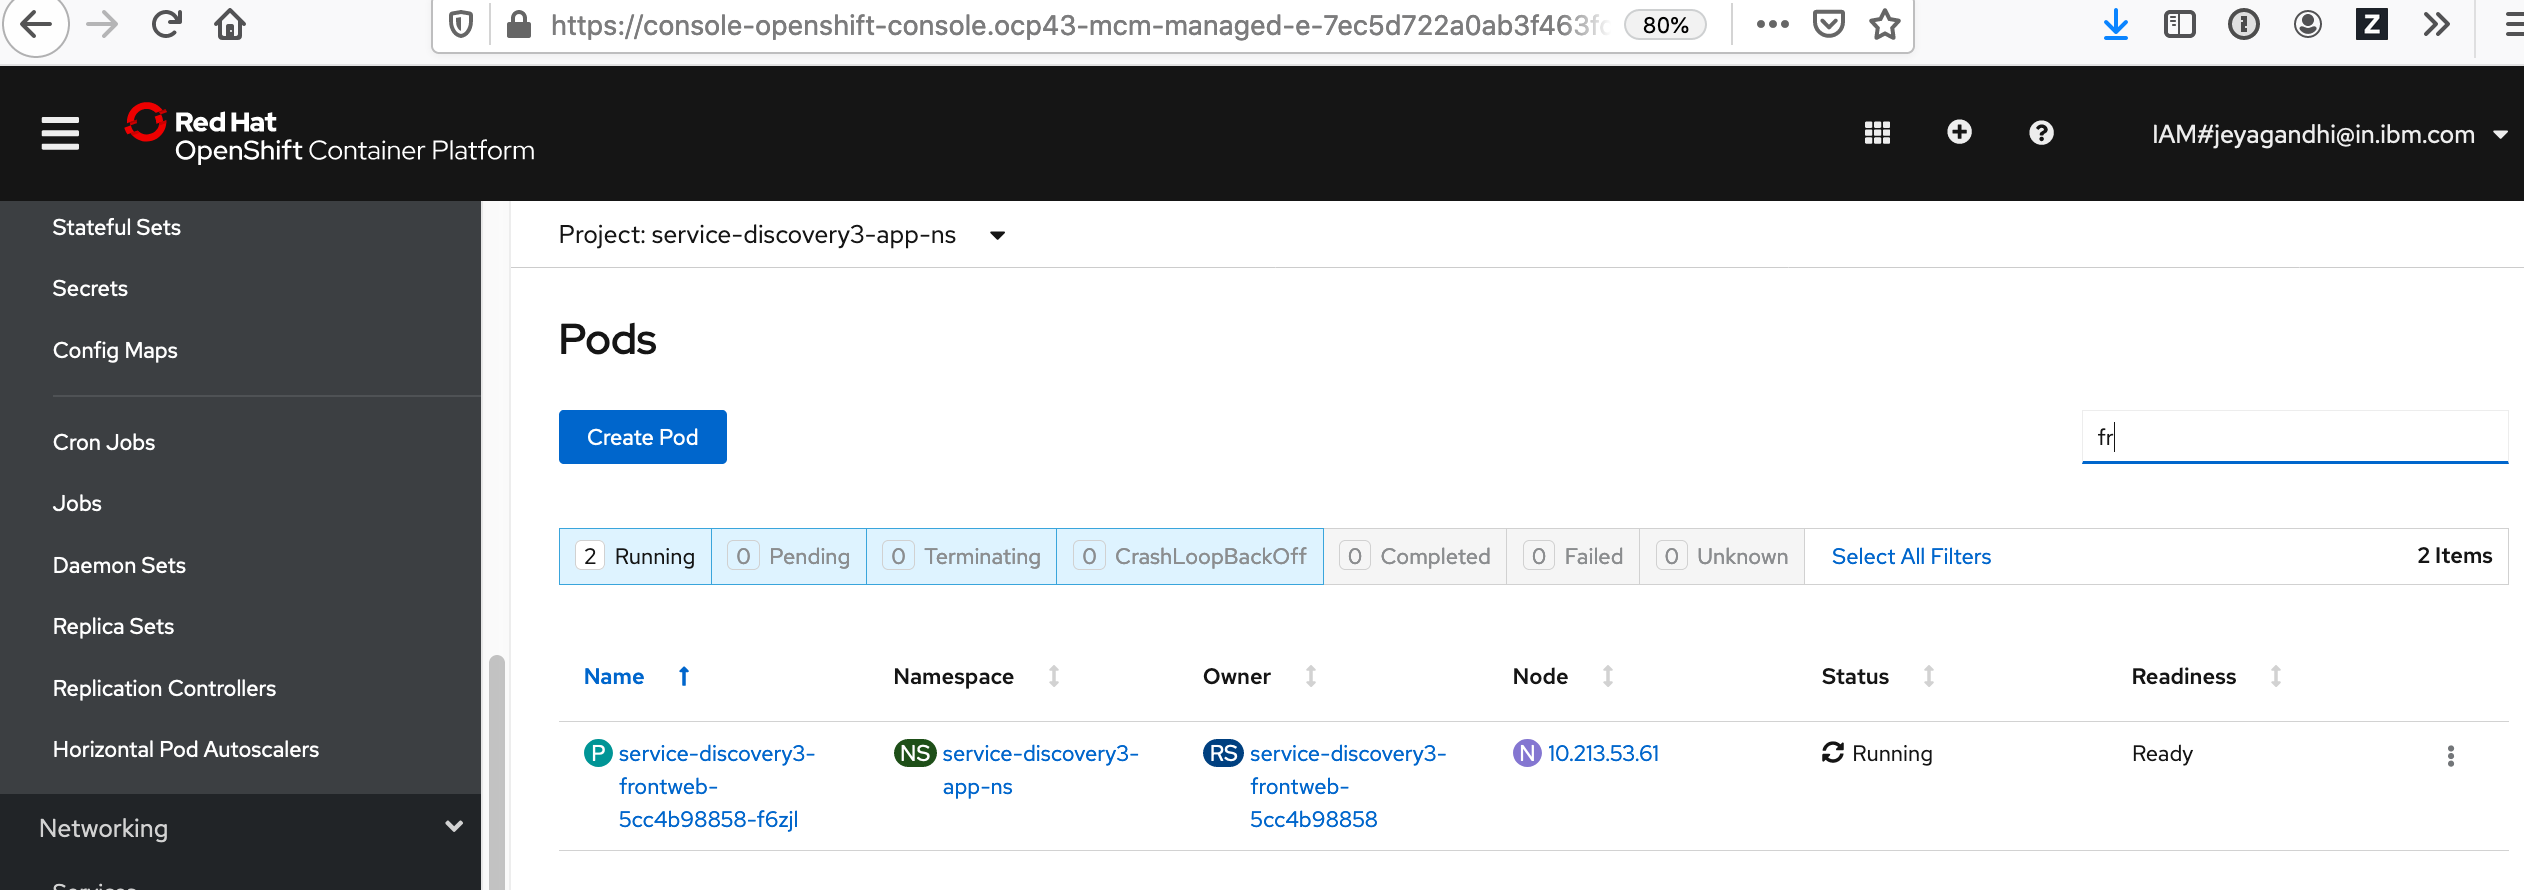 https://console-openshift-console.ocp43-mcm-managed-e-7ec5d722a0ab3f463f
80%
Z
Red Hat
OpenShift Container Platform
IAM#jeyagandhi@in.ibm.com
Stateful Sets
Secrets
Config Maps
Cron Jobs
Jobs
Daemon Sets
Replica Sets
Replication Controllers
Horizontal Pod Autoscalers
Networking
Services
Project: service-discovery3-app-ns
Pods
Create Pod
fr
2 Running 0 Pending 0 Terminating 0 CrashLoopBackOff 0 Completed 0 Failed 0 Unknown Select All Filters 2 Items
Name Namespace Owner Node Status Readiness
P service-discovery3-frontweb-5cc4b98858-f6zjl
NS service-discovery3-app-ns
RS service-discovery3-frontweb-5cc4b98858
N 10.213.53.61
Running
Ready